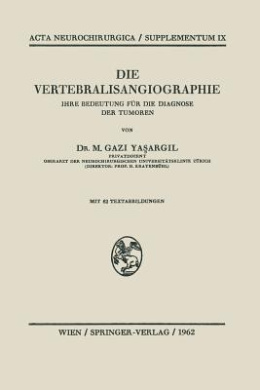 ACTA NEUROCHIRURGICA / SUPPLEMENTUM IX
DIE
VERTEBRALISANGIOGRAPHIE
IHRE BEDEUTUNG FÜR DIE DIAGNOSE
DER TUMOREN
VON
DR. M. GAZI YAŞARGIL
PRIVATDOZENT
OBERARZT DER NEUROCHIRURGISCHEN UNIVERSITÄTSKLINIK ZÜRICH
(DIREKTOR: PROF. H. KRAYENBÜHL)
MIT 62 TEXTABBILDUNGEN
WIEN / SPRINGER-VERLAG / 1962